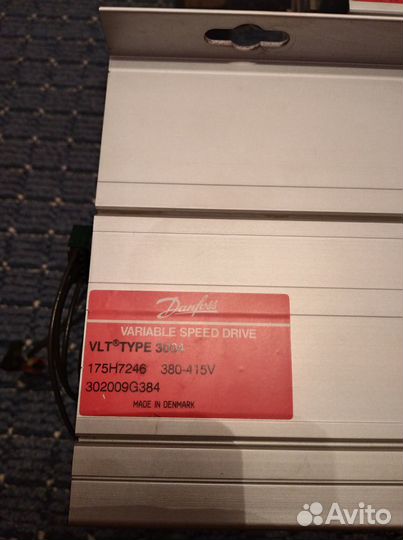 Danfoss
VARIABLE SPEED DRIVE
VLT® TYPE 3004
175H7246 380-415V
302009G384
MADE IN DENMARK
Avito